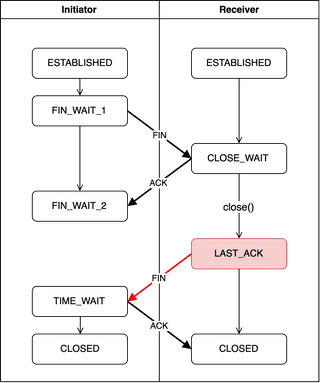 Initiator
Receiver
ESTABLISHED
ESTABLISHED
FIN_WAIT_1
FIN
CLOSE_WAIT
ACK
FIN_WAIT_2
close()
LAST_ACK
FIN
TIME_WAIT
ACK
CLOSED
CLOSED